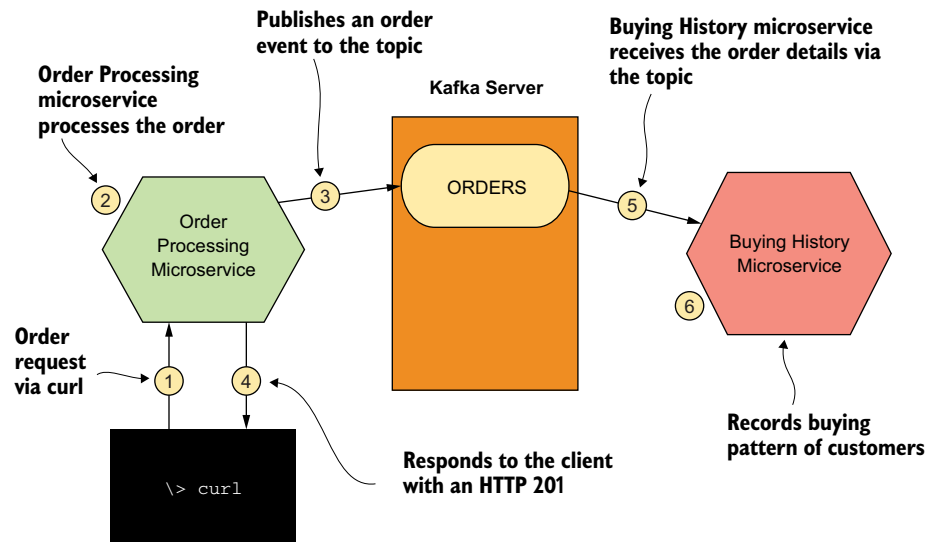 Publishes an order
event to the topic
Buying History microservice
receives the order details via
the topic
Order Processing
microservice
processes the order
Kafka Server
2
3
ORDERS
5
Order
Processing
Microservice
Buying History
Microservice
6
Order
request
via curl
1
4
Records buying
pattern of customers
Responds to the client
with an HTTP 201
\> curl